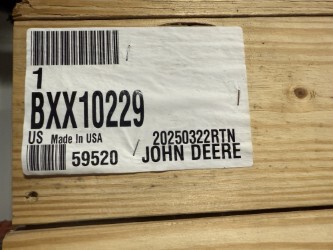 1
BXX10229
US Made In USA 20250322RTN
59520 JOHN DEERE